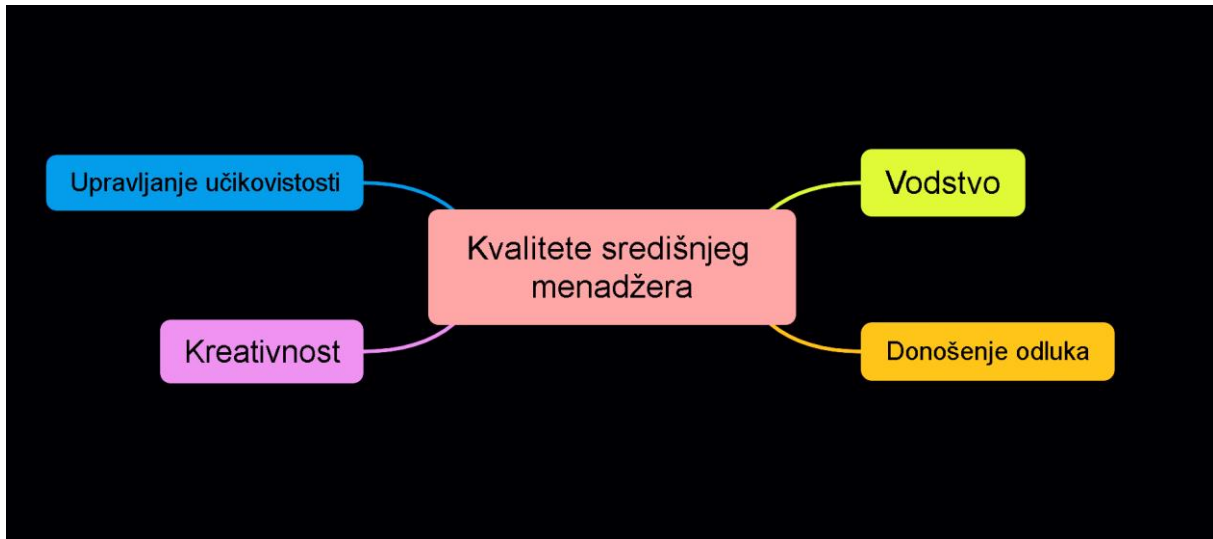 Upravljanje učikovistosti
Vodstvo
Kvalitete središnjeg
menadžera
Kreativnost
Donošenje odluka